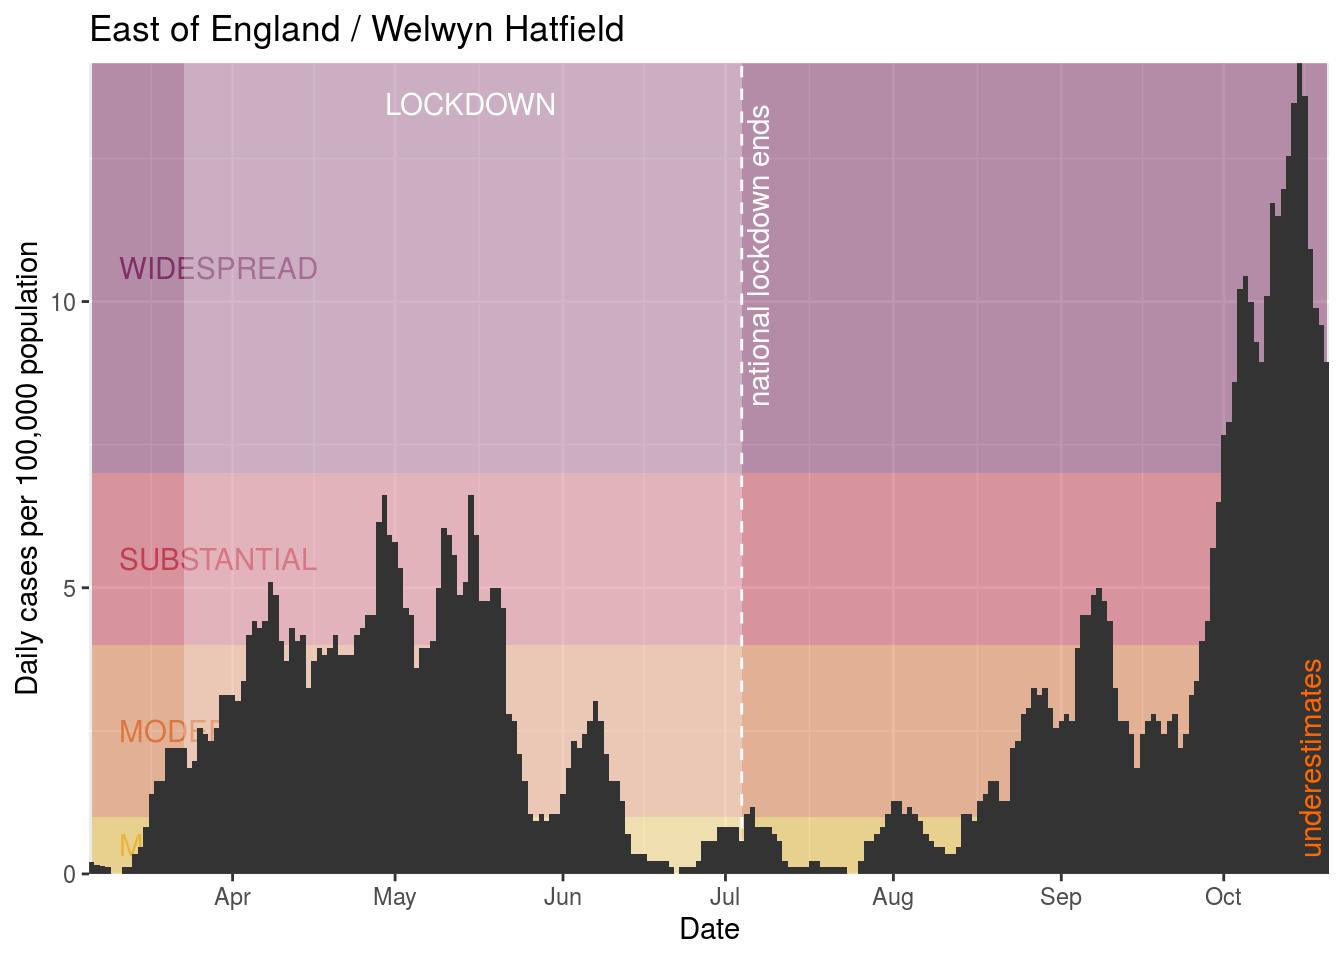 East of England / Welwyn Hatfield
LOCKDOWN
national lockdown ends
WIDESPREAD
SUBSTANTIAL
underestimates
Daily cases per 100,000 population
10
5
0
Apr May Jun Jul Aug Sep Oct
Date